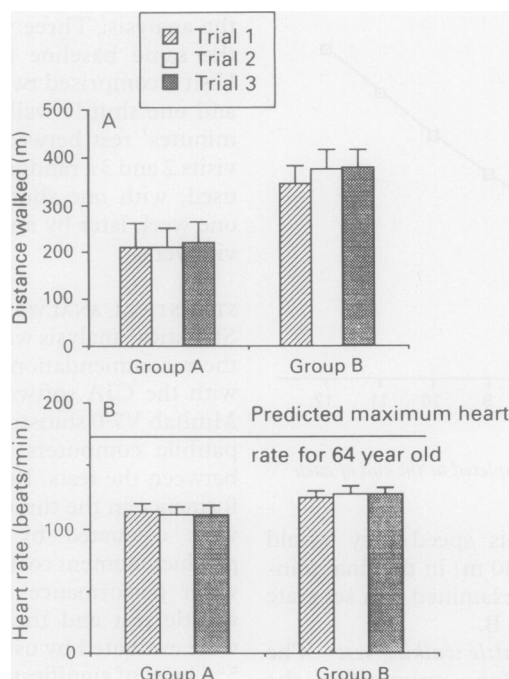 Trial 1
Trial 2
Trial 3
A
500
400
300
200
100
0
Distance walked (m)
Group A
Group B
B
Predicted maximum heart
rate for 64 year old
200
100
0
Heart rate (beats/min)
Group A
Group B